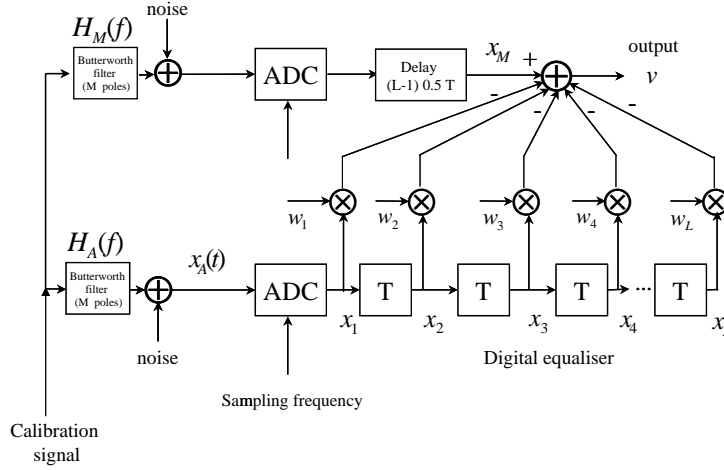 noise
H_M(f)
Butterworth
filter
(M poles)
ADC
Delay
(L-1) 0.5 T
x_M
+
output
v
-
-
-
-
-
w_1
w_2
w_3
w_4
w_L
H_A(f)
Butterworth
filter
(M poles)
x_A(t)
ADC
T
T
T
...
T
x_1
x_2
x_3
x_4
noise
Digital equaliser
Sampling frequency
Calibration
signal